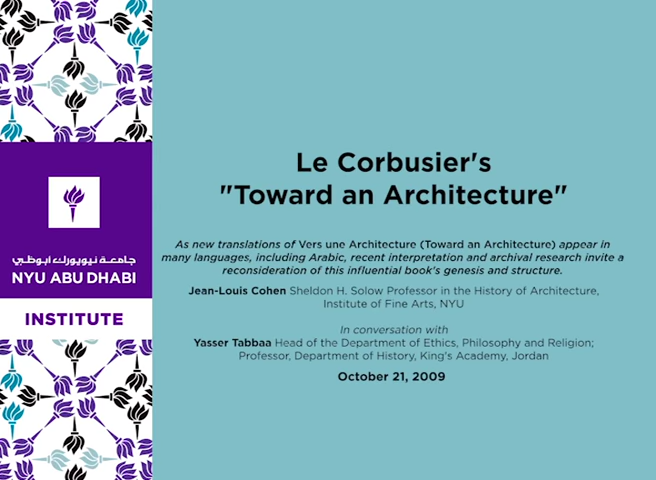 جامعة نيويورك أبوظبي
NYU ABU DHABI
INSTITUTE
Le Corbusier's
"Toward an Architecture"
As new translations of Vers une Architecture (Toward an Architecture) appear in
many languages, including Arabic, recent interpretation and archival research invite a
reconsideration of this influential book's genesis and structure.
Jean-Louis Cohen Sheldon H. Solow Professor in the History of Architecture,
Institute of Fine Arts, NYU
In conversation with
Yasser Tabbaa Head of the Department of Ethics, Philosophy and Religion;
Professor, Department of History, King's Academy, Jordan
October 21, 2009